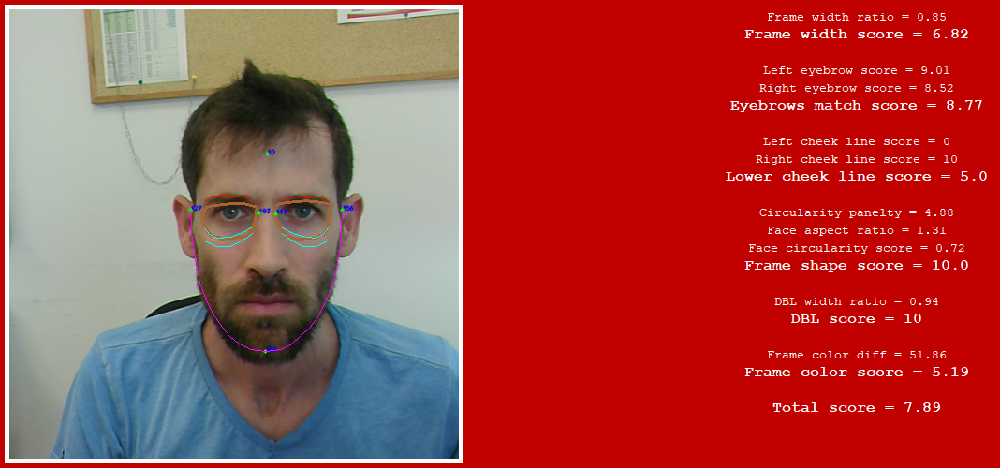 Frame width ratio = 0.85
Frame width score = 6.82
Left eyebrow score = 9.01
Right eyebrow score = 8.52
Eyebrows match score = 8.77
Left cheek line score = 0
Right cheek line score = 10
Lower cheek line score = 5.0
Circularity panelty = 4.88
Face aspect ratio = 1.31
Face circularity score = 0.72
Frame shape score = 10.0
DBL width ratio = 0.94
DBL score = 10
Frame color diff = 51.86
Frame color score = 5.19
Total score = 7.89